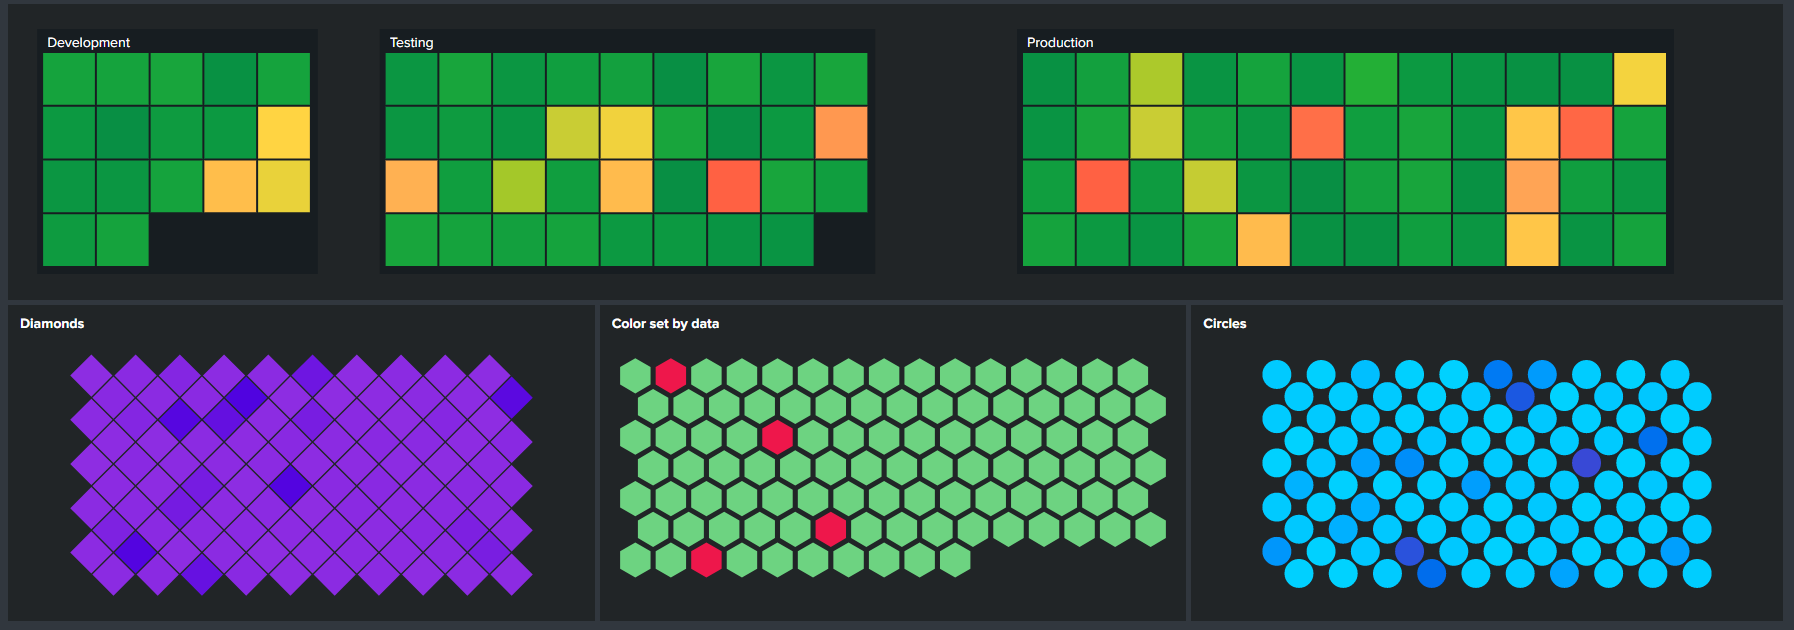 Development
Testing
Production
Diamonds
Color set by data
Circles